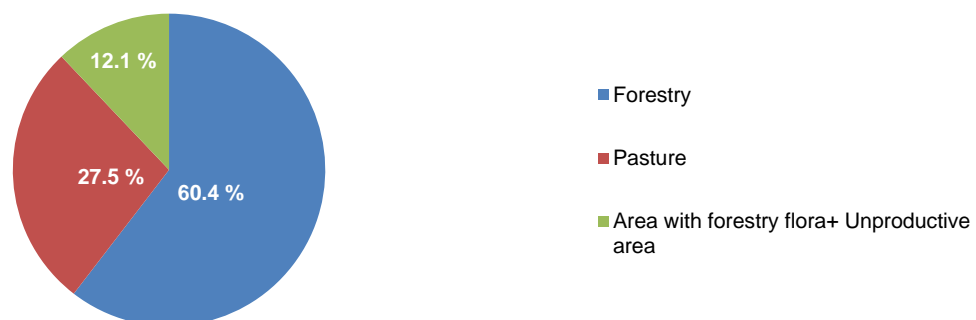 12.1 %
27.5 %
60.4 %
Forestry
Pasture
Area with forestry flora+ Unproductive
area